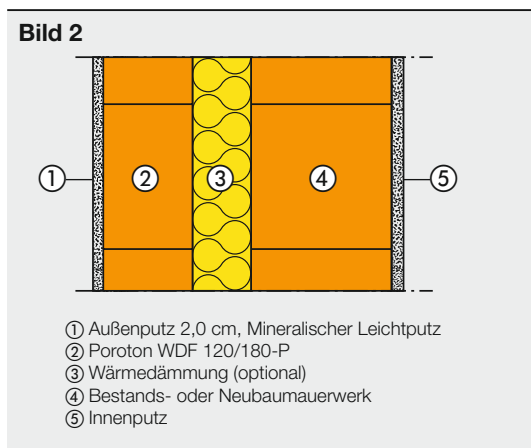 Bild 2
① ② ③ ④ ⑤
① Außenputz 2,0 cm, Mineralischer Leichtputz
② Poroton WDF 120/180-P
③ Wärmedämmung (optional)
④ Bestands- oder Neubaumauerwerk
⑤ Innenputz